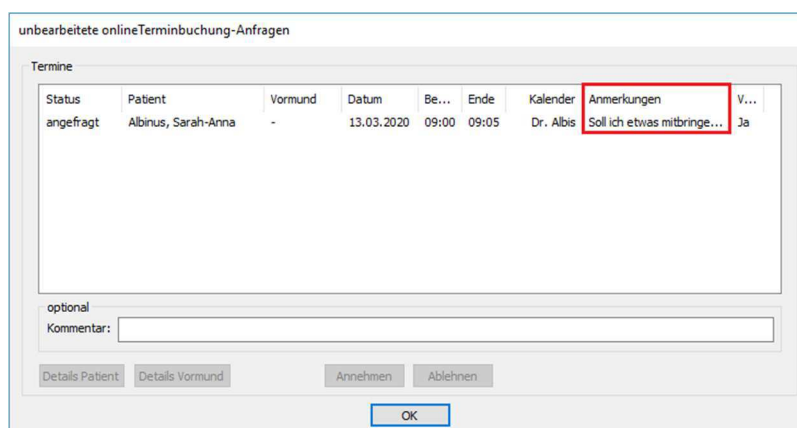 unbearbeitete onlineTerminbuchung-Anfragen
Termine
Status Patient Vormund Datum Be... Ende Kalender Anmerkungen V...
angefragt Albinus, Sarah-Anna - 13.03.2020 09:00 09:05 Dr. Albis Soll ich etwas mitbringe... Ja
optional
Kommentar:
Details Patient Details Vormund Annehmen Ablehnen
OK